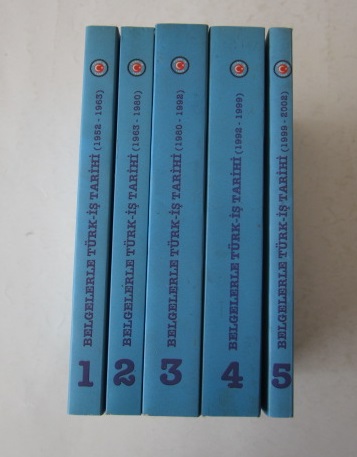 BELGELERLE TÜRK-İŞ TARİHİ (1952 - 1963)
1
BELGELERLE TÜRK-İŞ TARİHİ (1963 - 1980)
2
BELGELERLE TÜRK-İŞ TARİHİ (1980 - 1992)
3
BELGELERLE TÜRK-İŞ TARİHİ (1992 - 1999)
4
BELGELERLE TÜRK-İŞ TARİHİ (1999 - 2002)
5